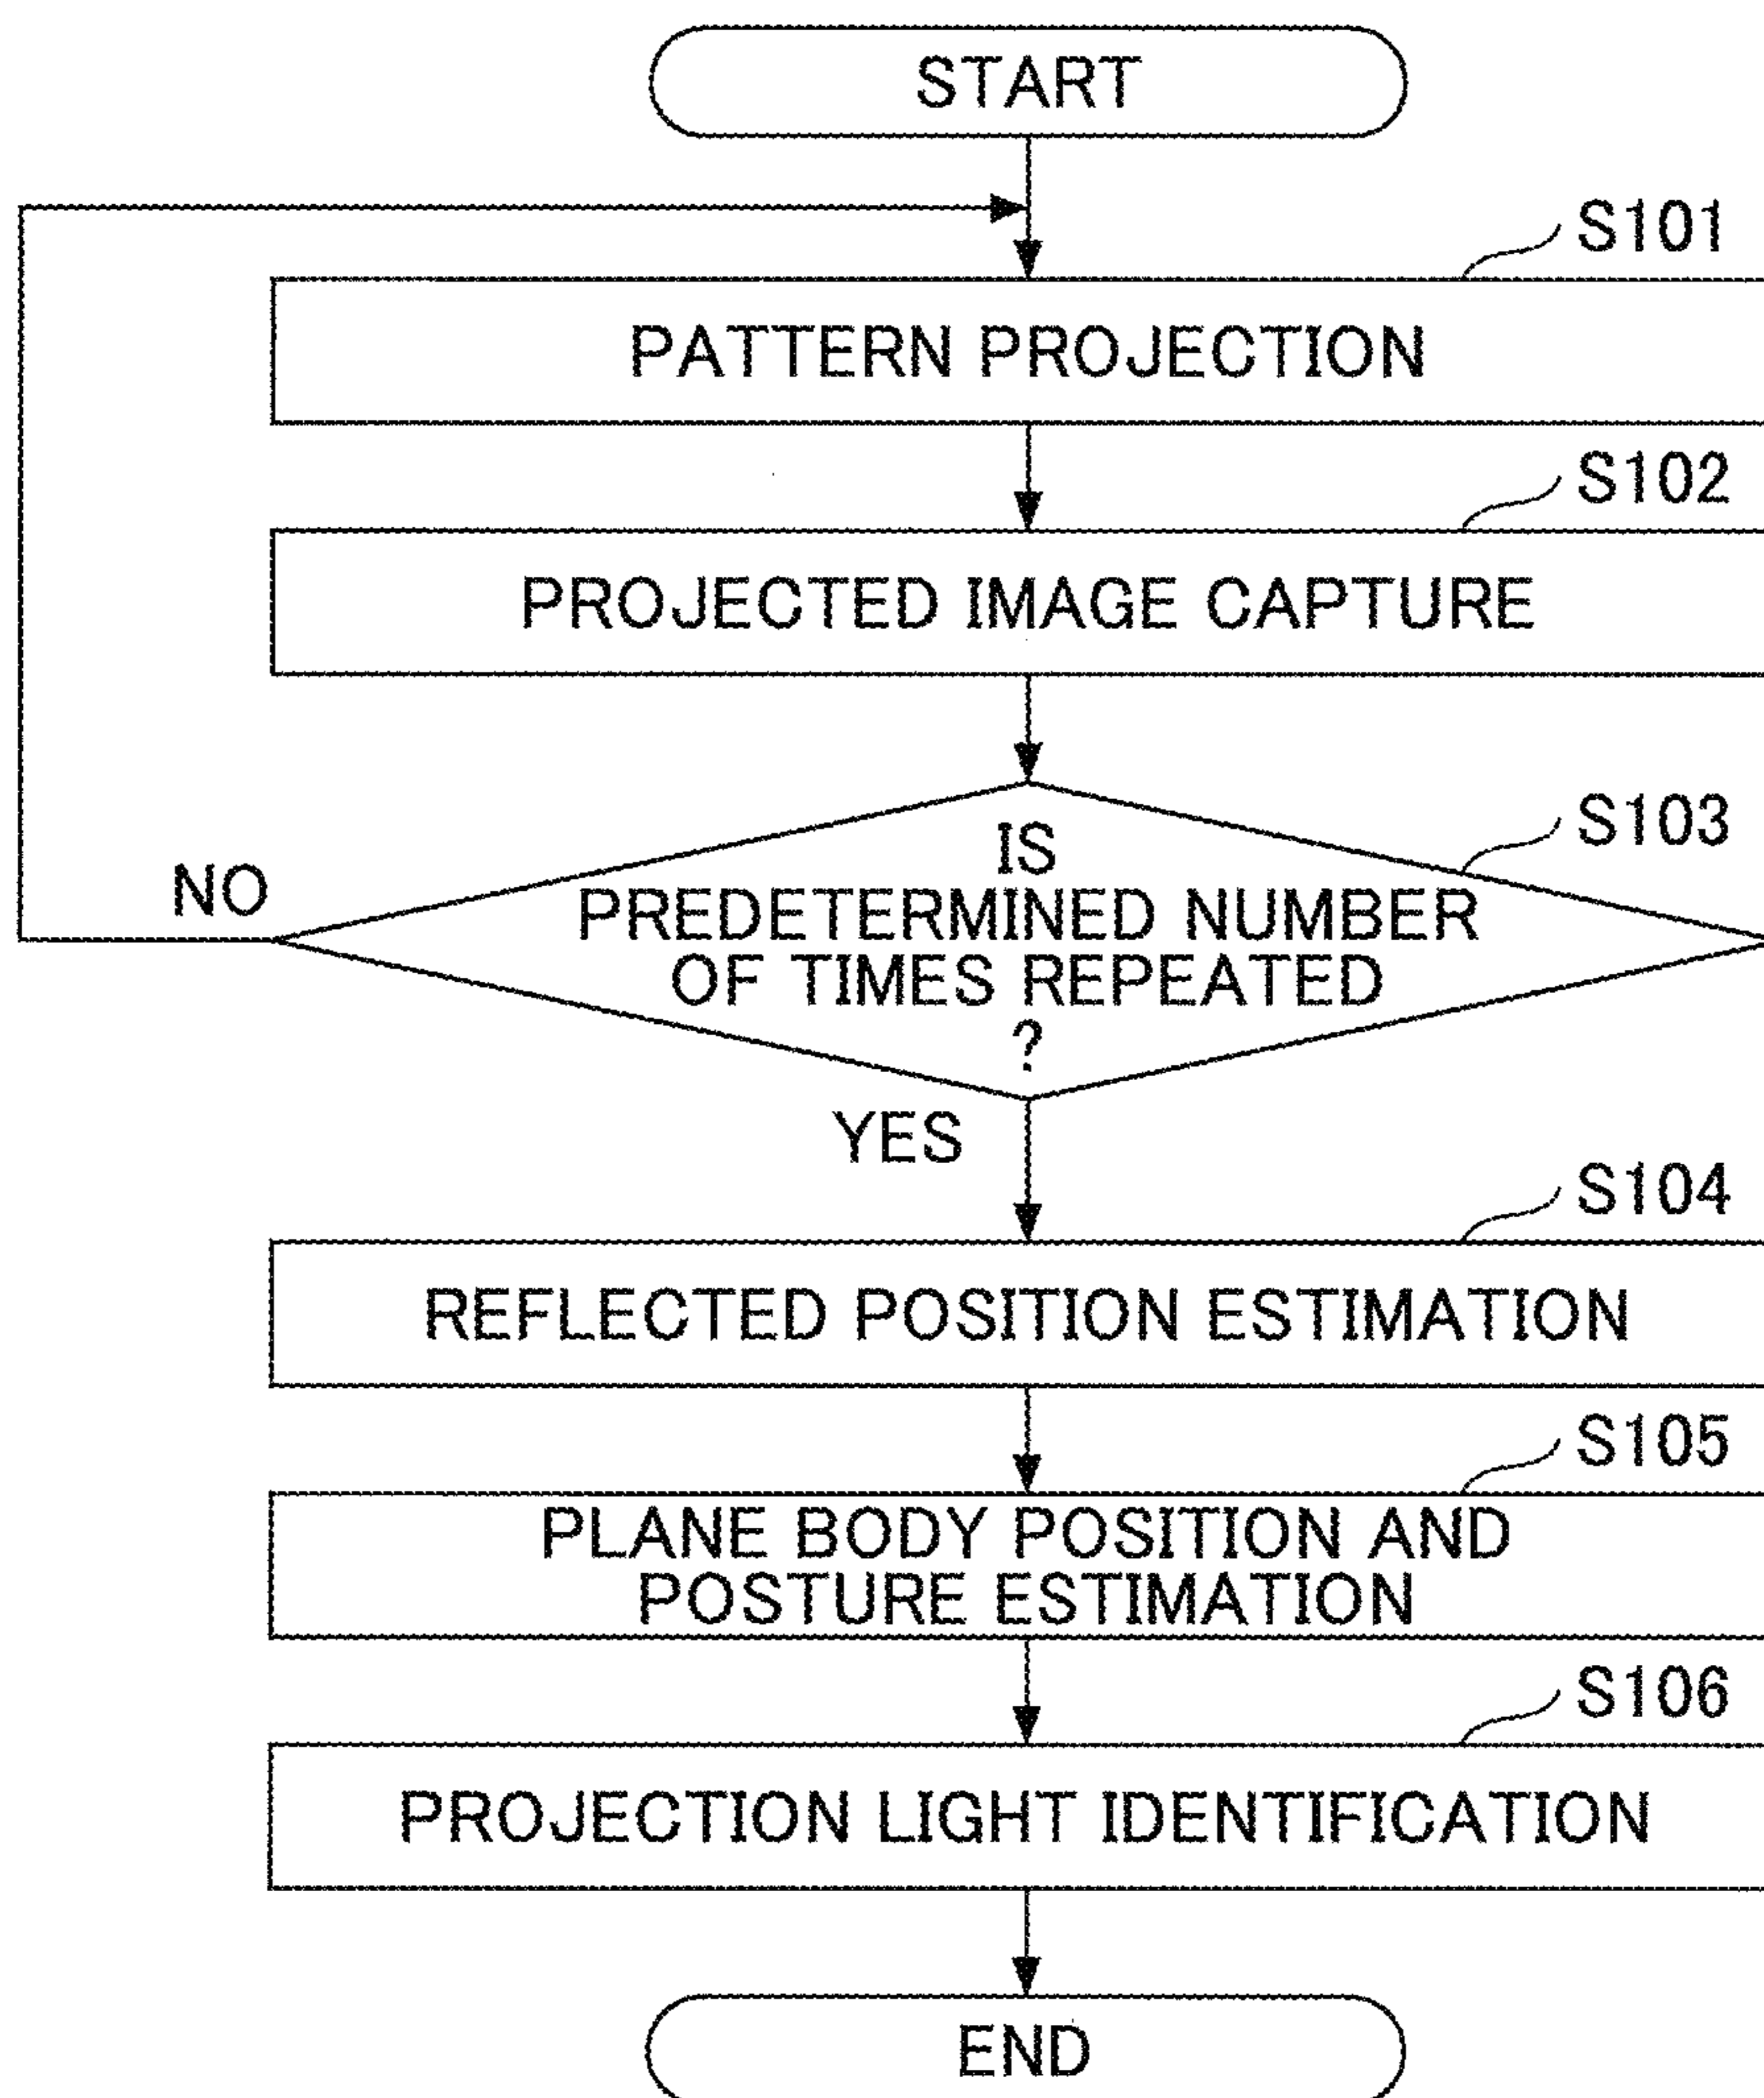 START
S101
PATTERN PROJECTION
S102
PROJECTED IMAGE CAPTURE
S103
IS
PREDETERMINED NUMBER
OF TIMES REPEATED
?
NO
YES
S104
REFLECTED POSITION ESTIMATION
S105
PLANE BODY POSITION AND
POSTURE ESTIMATION
S106
PROJECTION LIGHT IDENTIFICATION
END